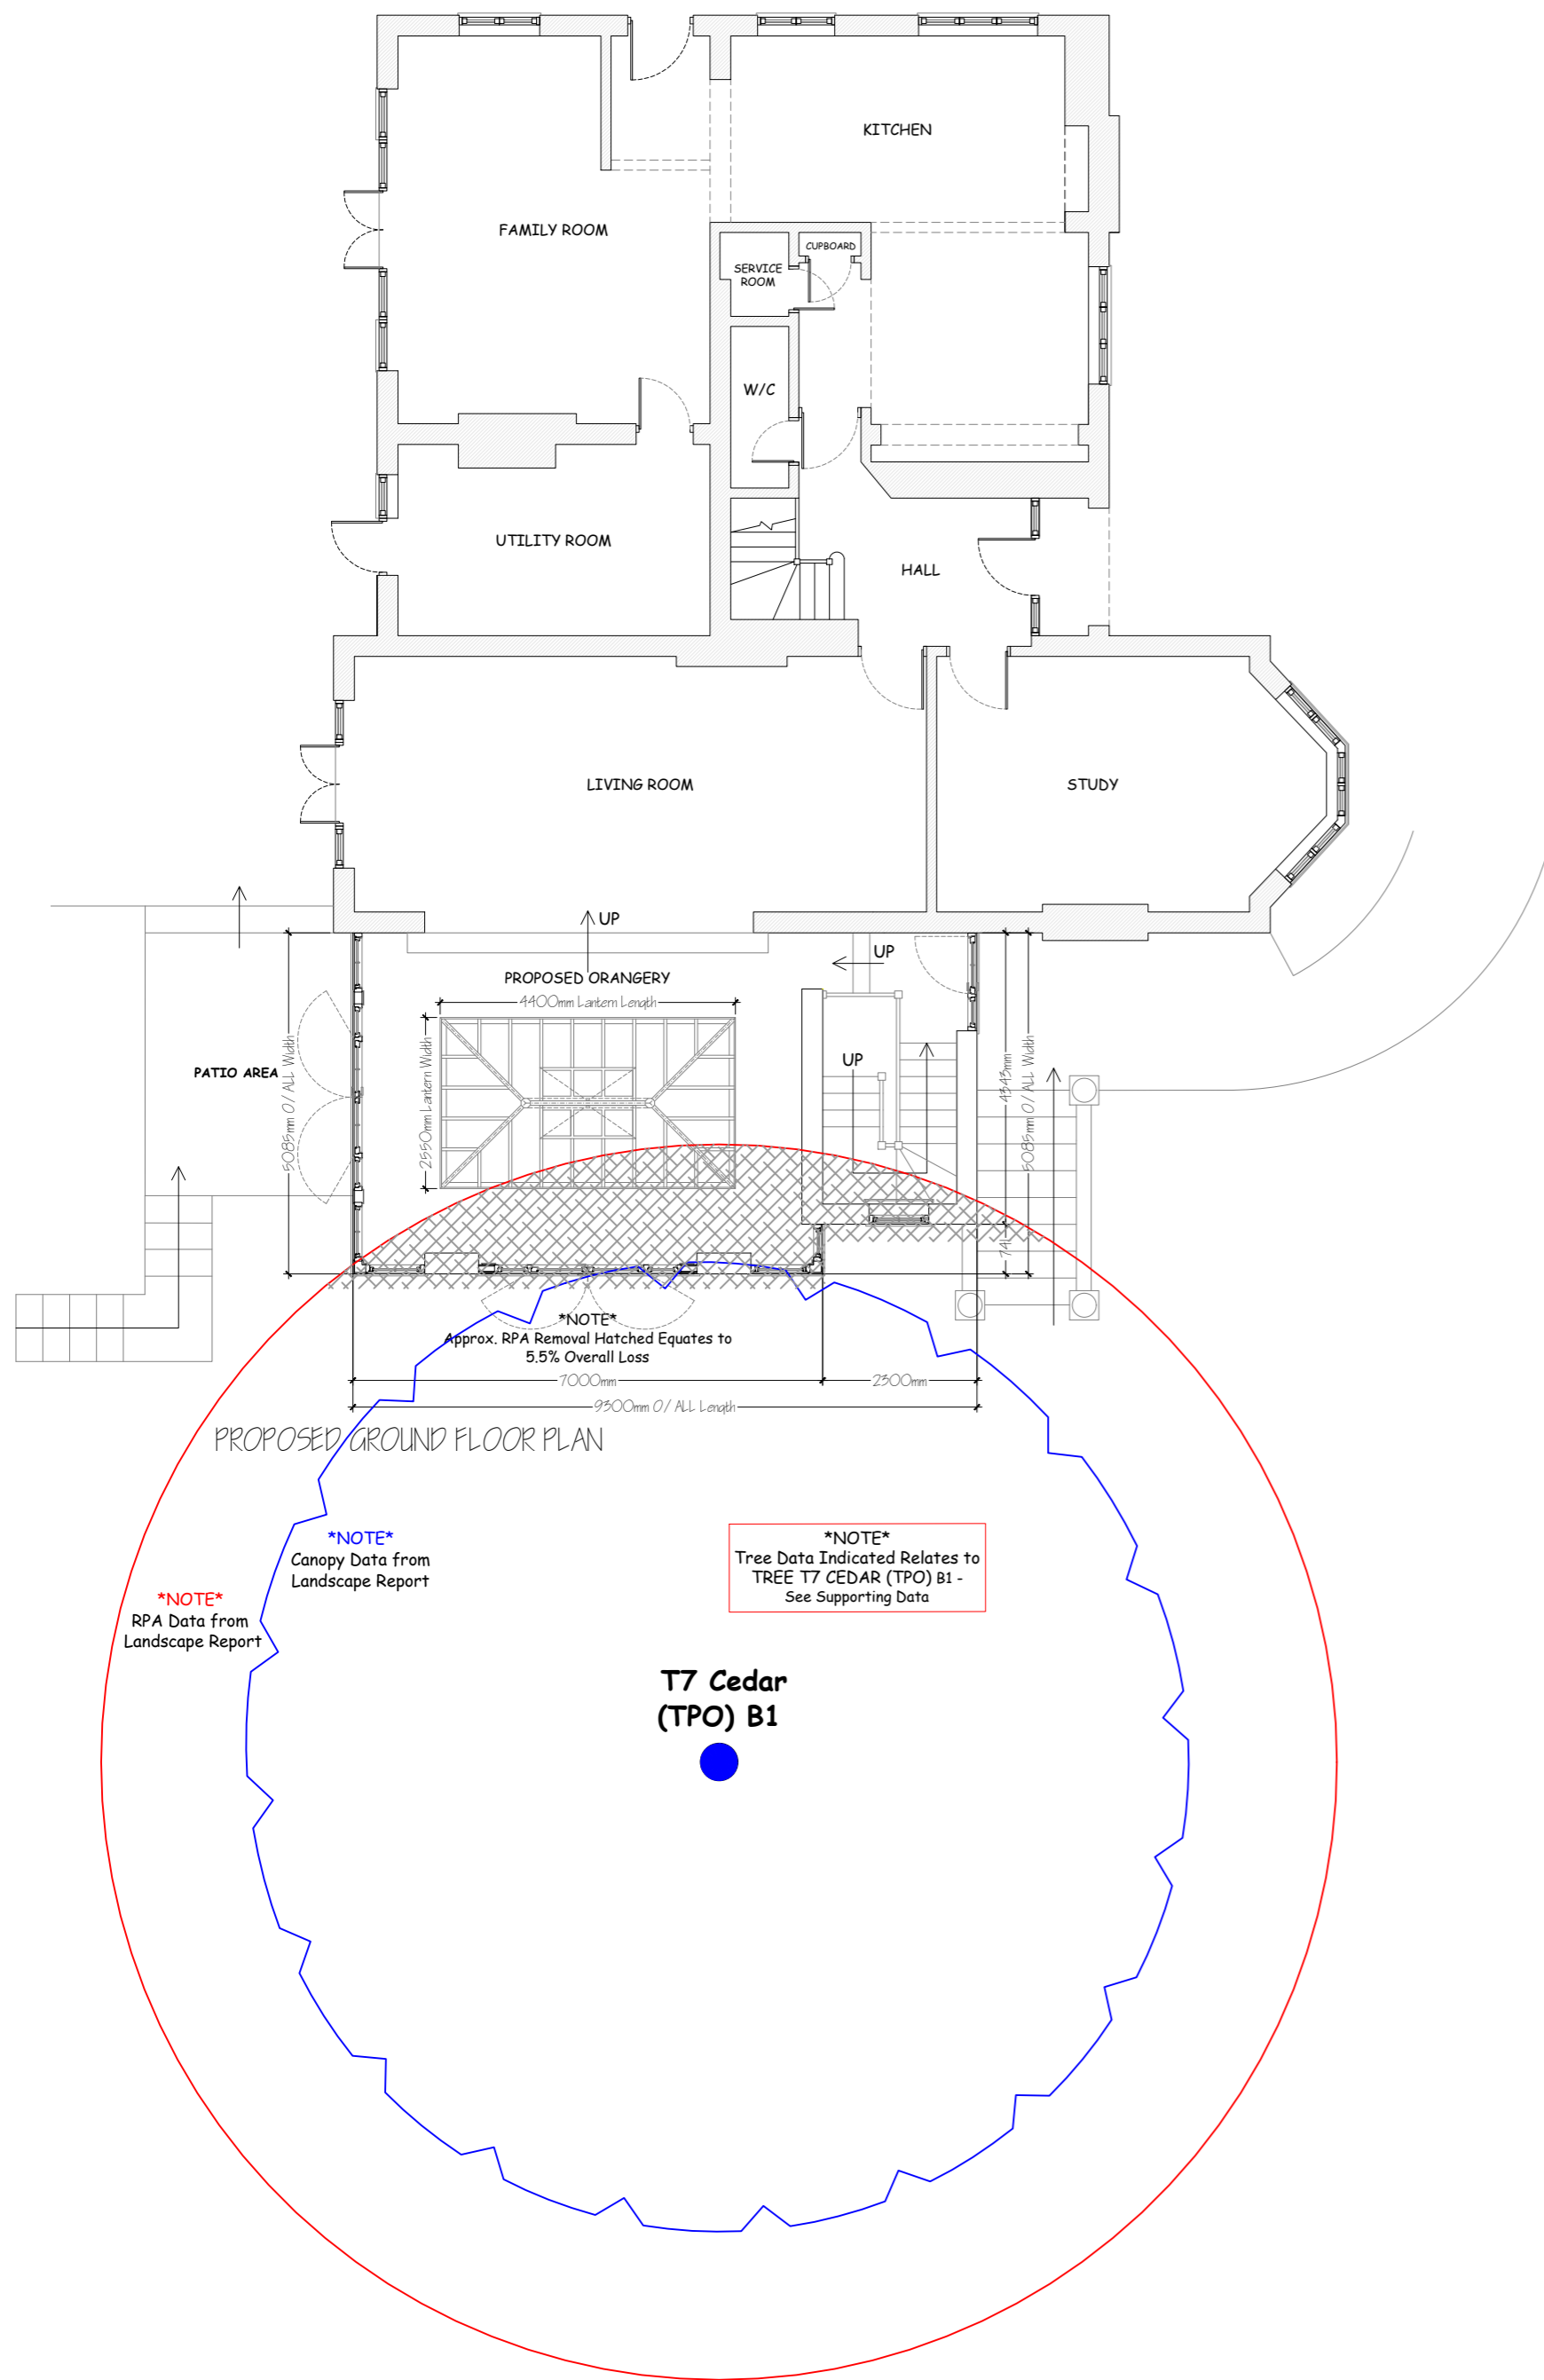 KITCHEN
FAMILY ROOM
CUPBOARD
SERVICE
ROOM
W/C
UTILITY ROOM
HALL
LIVING ROOM
STUDY
UP
UP
PROPOSED ORANGERY
4400mm Lantern Length
2550mm Lantern Width
UP
PATIO AREA
5085mm O/ALL Width
4343mm
5085mm O/ALL Width
741
*NOTE*
Approx. RPA Removal Hatched Equates to
5.5% Overall Loss
7000mm
2300mm
9300mm O/ALL Length
PROPOSED GROUND FLOOR PLAN
*NOTE*
Canopy Data from
Landscape Report
*NOTE*
Tree Data Indicated Relates to
TREE T7 CEDAR (TPO) B1 -
See Supporting Data
*NOTE*
RPA Data from
Landscape Report
T7 Cedar
(TPO) B1